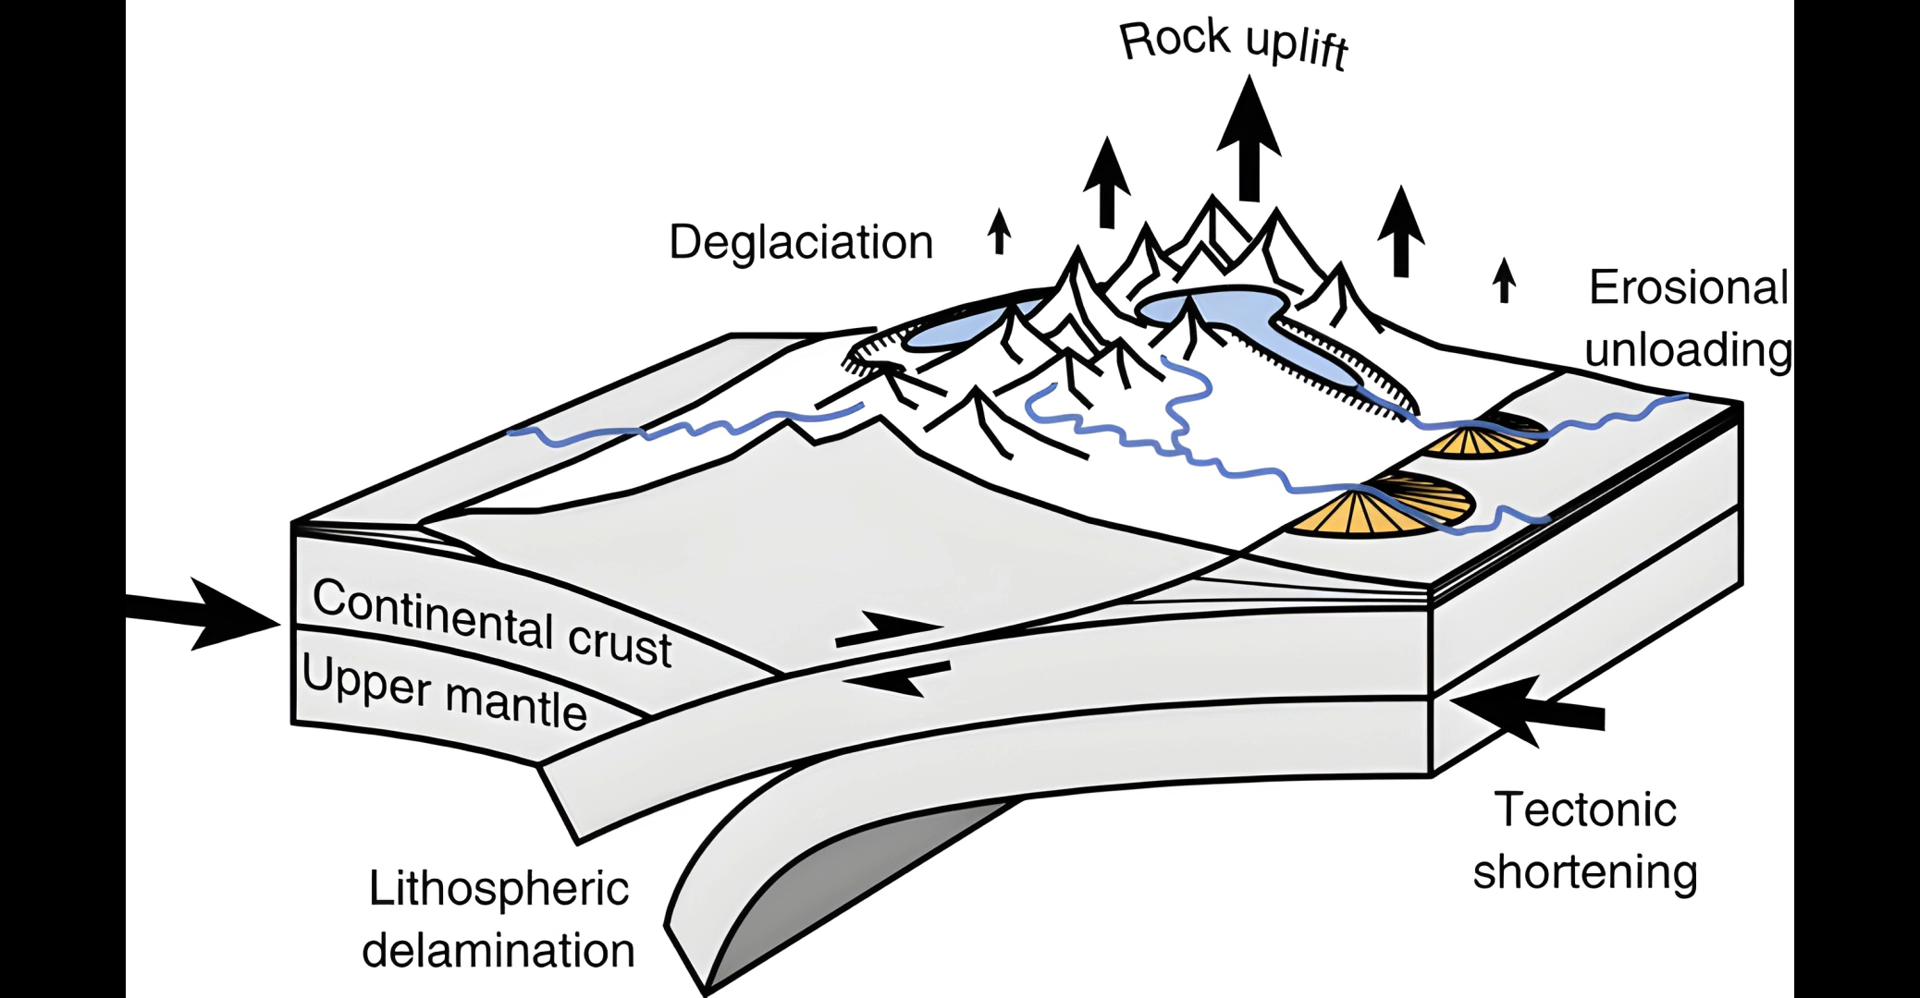 Rock uplift
Deglaciation
Erosional
unloading
Continental crust
Upper mantle
Tectonic
shortening
Lithospheric
delamination